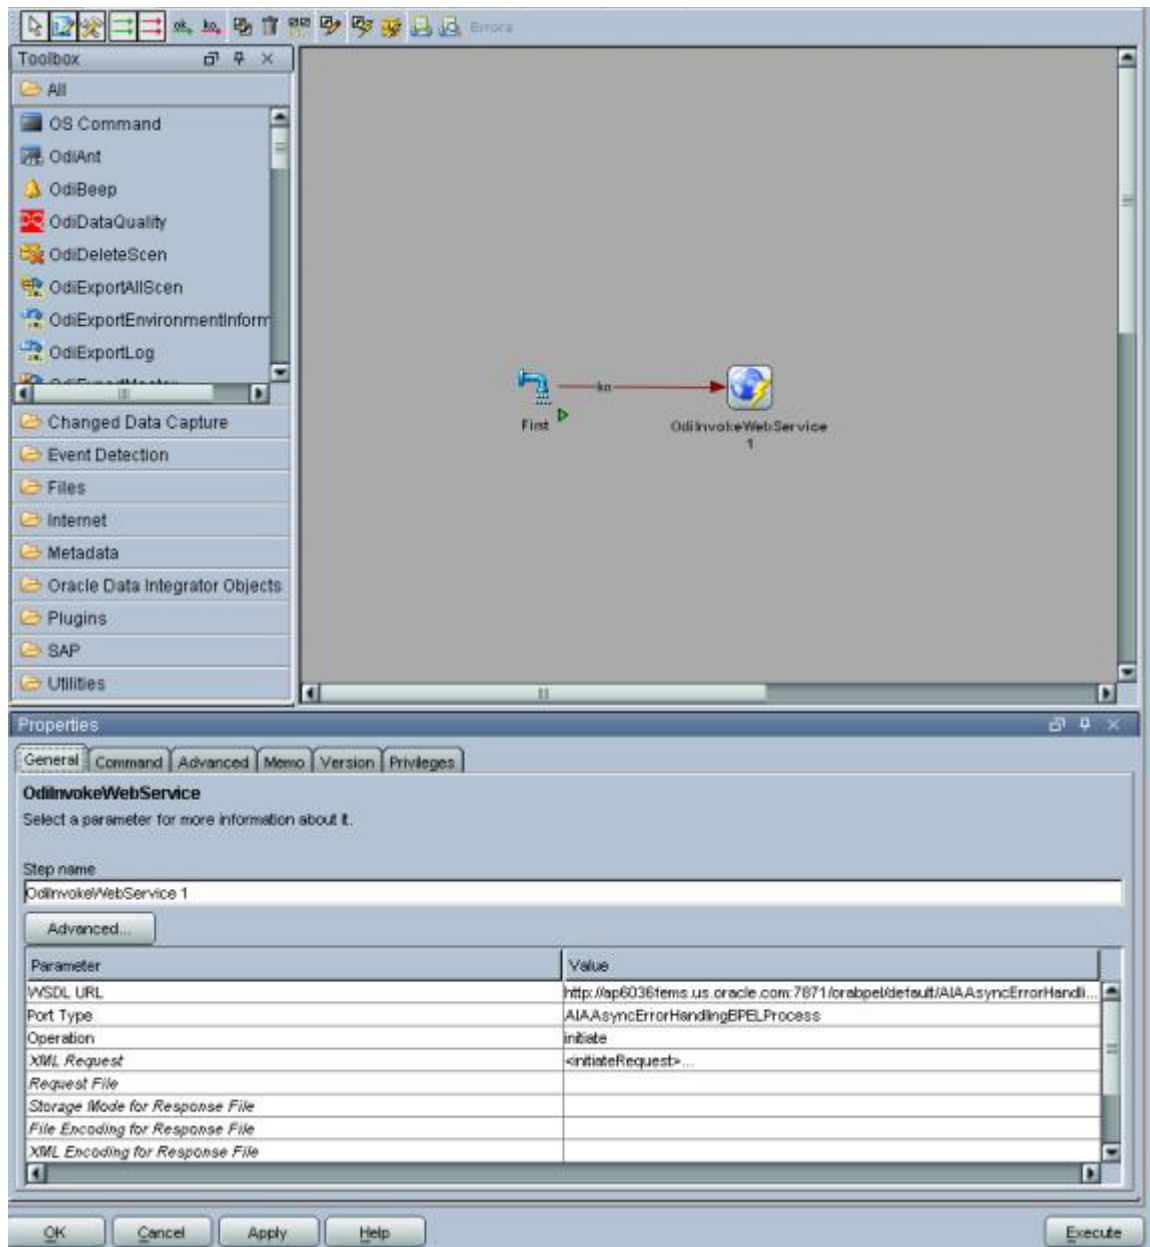 ok ko Errors
Toolbox
All
OS Command
OdiAnt
OdiBeep
OdiDataQuality
OdiDeleteScen
OdiExportAllScen
OdiExportEnvironmentInform
OdiExportLog
Changed Data Capture
Event Detection
Files
Internet
Metadata
Oracle Data Integrator Objects
Plugins
SAP
Utilities
ko
First
OdiInvokeWebService
1
Properties
General Command Advanced Memo Version Privileges
OdiInvokeWebService
Select a parameter for more information about it.
Step name
OdiInvokeWebService 1
Advanced...
Parameter Value
WSDL URL http://ap6036fems.us.oracle.com:7871/orabpel/default/AIAAsyncErrorHandli...
Port Type AIAAsyncErrorHandlingBPELProcess
Operation initiate
XML Request <initiateRequest>...
Request File
Storage Mode for Response File
File Encoding for Response File
XML Encoding for Response File
OK Cancel Apply Help Execute